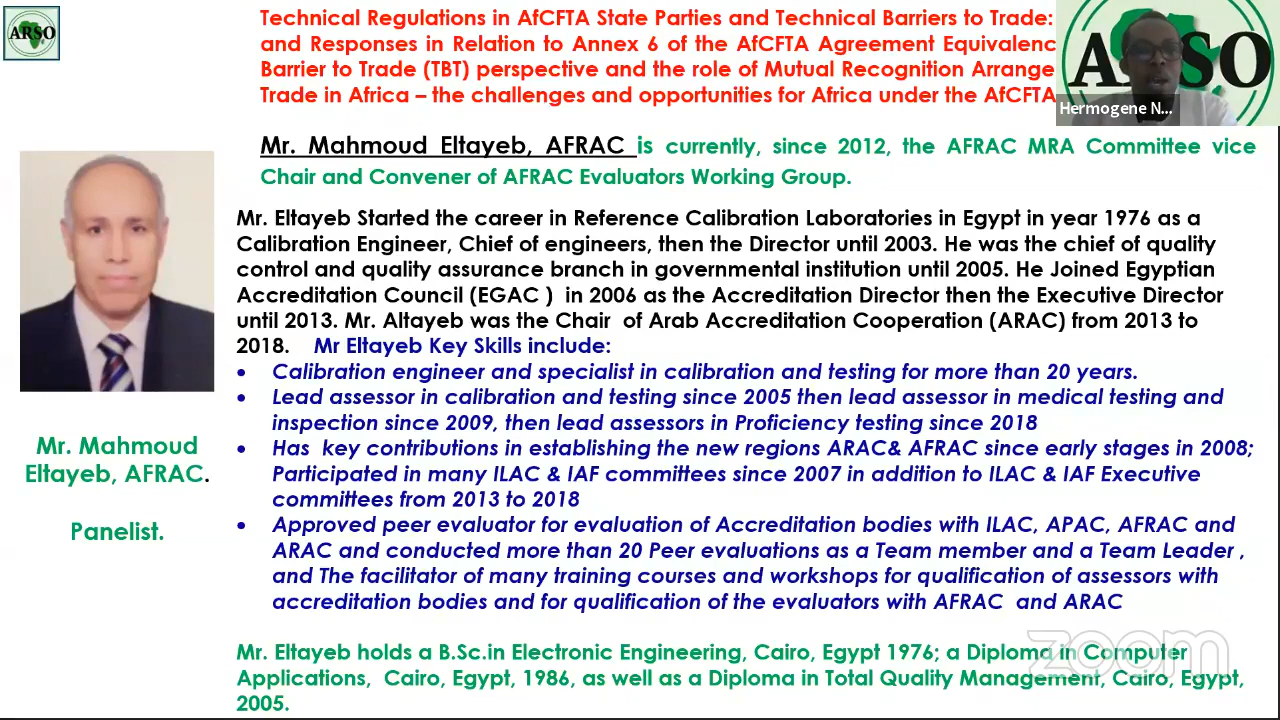 ARSO
Technical Regulations in AfCFTA State Parties and Technical Barriers to Trade:
and Responses in Relation to Annex 6 of the AfCFTA Agreement Equivalenc
Barrier to Trade (TBT) perspective and the role of Mutual Recognition Arrange
Trade in Africa – the challenges and opportunities for Africa under the AfCFTA
ARSO
Hermogene N...
Mr. Mahmoud Eltayeb, AFRAC is currently, since 2012, the AFRAC MRA Committee vice
Chair and Convener of AFRAC Evaluators Working Group.
Mr. Eltayeb Started the career in Reference Calibration Laboratories in Egypt in year 1976 as a
Calibration Engineer, Chief of engineers, then the Director until 2003. He was the chief of quality
control and quality assurance branch in governmental institution until 2005. He Joined Egyptian
Accreditation Council (EGAC ) in 2006 as the Accreditation Director then the Executive Director
until 2013. Mr. Altayeb was the Chair of Arab Accreditation Cooperation (ARAC) from 2013 to
2018. Mr Eltayeb Key Skills include:
• Calibration engineer and specialist in calibration and testing for more than 20 years.
• Lead assessor in calibration and testing since 2005 then lead assessor in medical testing and
inspection since 2009, then lead assessors in Proficiency testing since 2018
• Has key contributions in establishing the new regions ARAC& AFRAC since early stages in 2008;
Participated in many ILAC & IAF committees since 2007 in addition to ILAC & IAF Executive
committees from 2013 to 2018
• Approved peer evaluator for evaluation of Accreditation bodies with ILAC, APAC, AFRAC and
ARAC and conducted more than 20 Peer evaluations as a Team member and a Team Leader ,
and The facilitator of many training courses and workshops for qualification of assessors with
accreditation bodies and for qualification of the evaluators with AFRAC and ARAC
Mr. Mahmoud
Eltayeb, AFRAC.
Panelist.
Mr. Eltayeb holds a B.Sc.in Electronic Engineering, Cairo, Egypt 1976; a Diploma in Computer
Applications, Cairo, Egypt, 1986, as well as a Diploma in Total Quality Management, Cairo, Egypt,
2005.
zoom